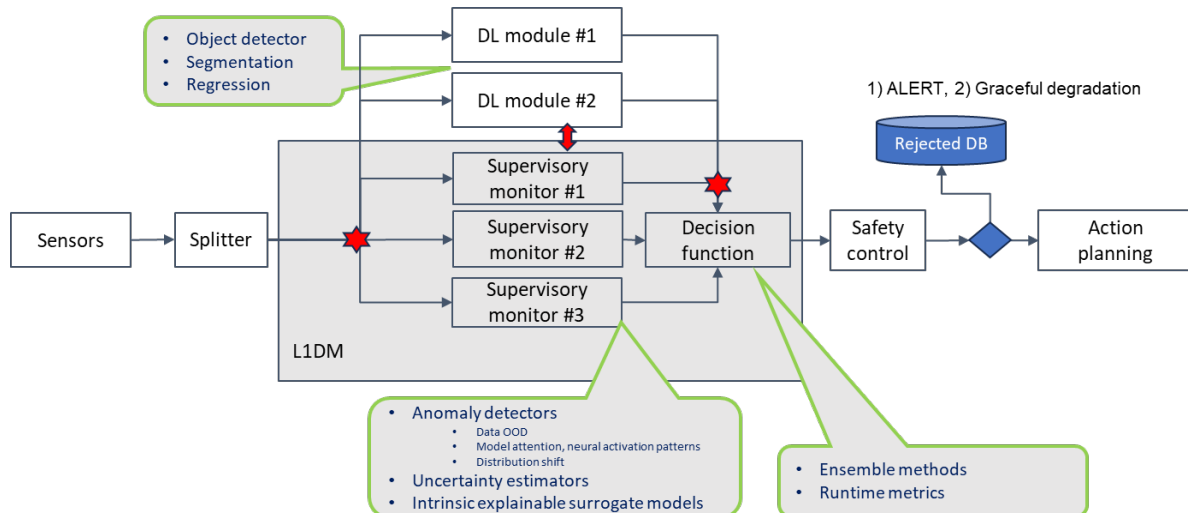 • Object detector
• Segmentation
• Regression
DL module #1
DL module #2
1) ALERT, 2) Graceful degradation
Rejected DB
Supervisory
monitor #1
Sensors
Splitter
Supervisory
monitor #2
Decision
function
Safety
control
Action
planning
Supervisory
monitor #3
L1DM
• Anomaly detectors
• Data OOD
• Model attention, neural activation patterns
• Distribution shift
• Uncertainty estimators
• Intrinsic explainable surrogate models
• Ensemble methods
• Runtime metrics